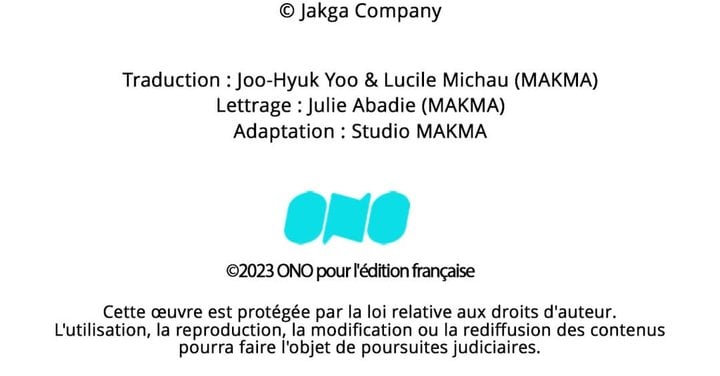 © Jakga Company
Traduction : Joo-Hyuk Yoo & Lucile Michau (MAKMA)
Lettrage : Julie Abadie (MAKMA)
Adaptation : Studio MAKMA
ONO
©2023 ONO pour l'édition française
Cette œuvre est protégée par la loi relative aux droits d'auteur.
L'utilisation, la reproduction, la modification ou la rediffusion des contenus
pourra faire l'objet de poursuites judiciaires.